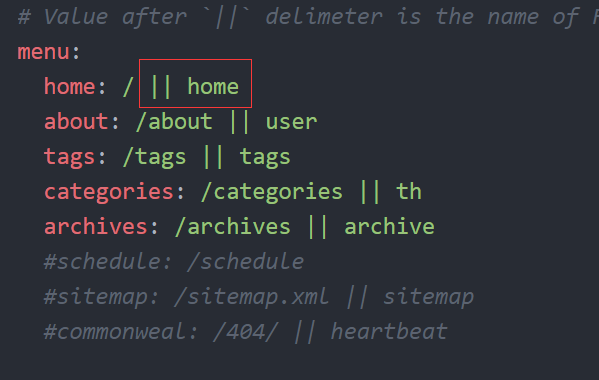 # Value after `||` delimeter is the name of
menu:
  home: / || home
  about: /about || user
  tags: /tags || tags
  categories: /categories || th
  archives: /archives || archive
  #schedule: /schedule
  #sitemap: /sitemap.xml || sitemap
  #commonweal: /404/ || heartbeat